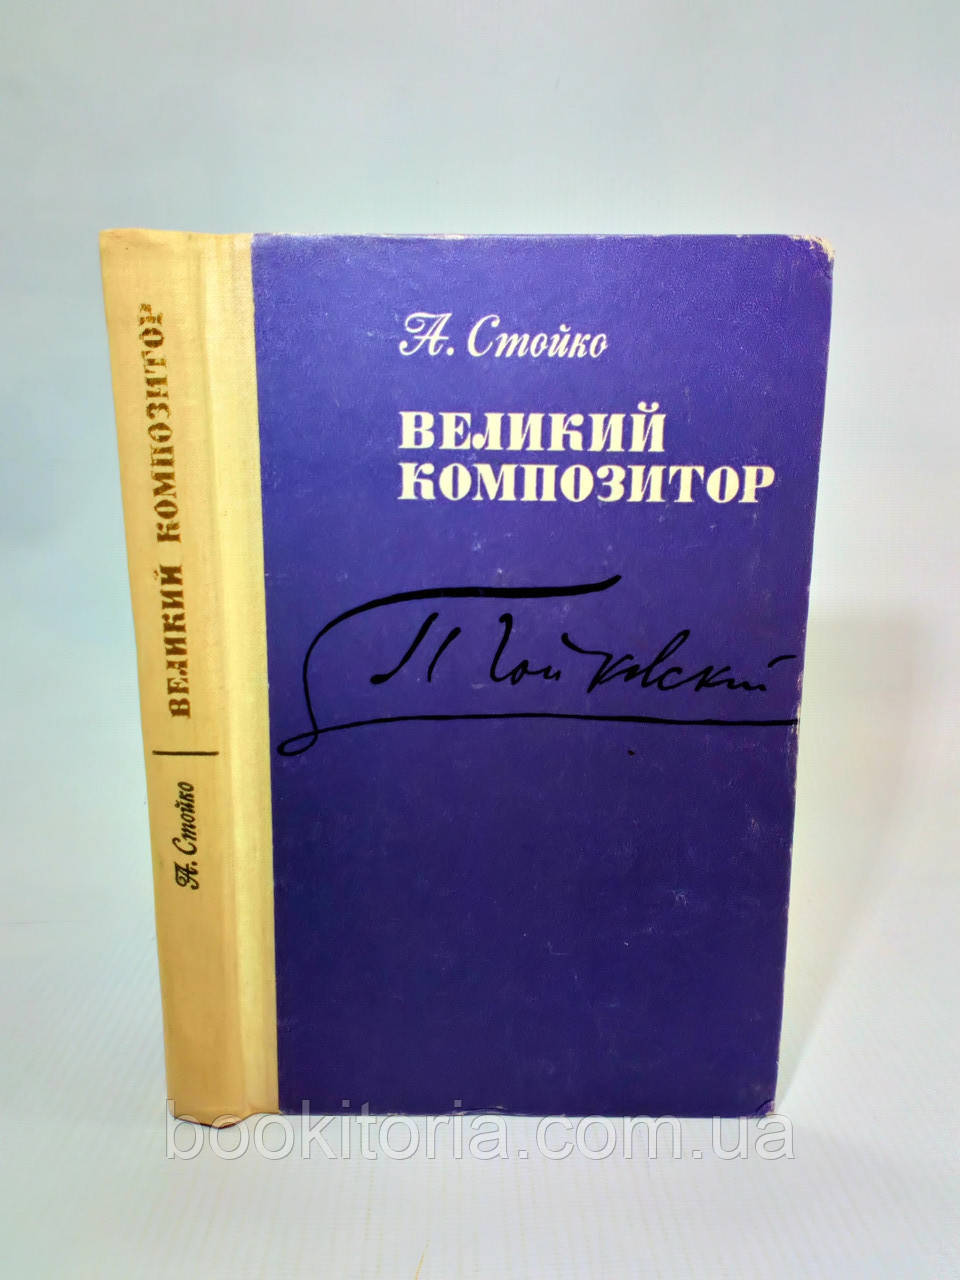 А. Стойко
ВЕЛИКИЙ
КОМПОЗИТОР
П Чайковский
А. Стойко | ВЕЛИКИЙ КОМПОЗИТОР
bookitoria.com.ua